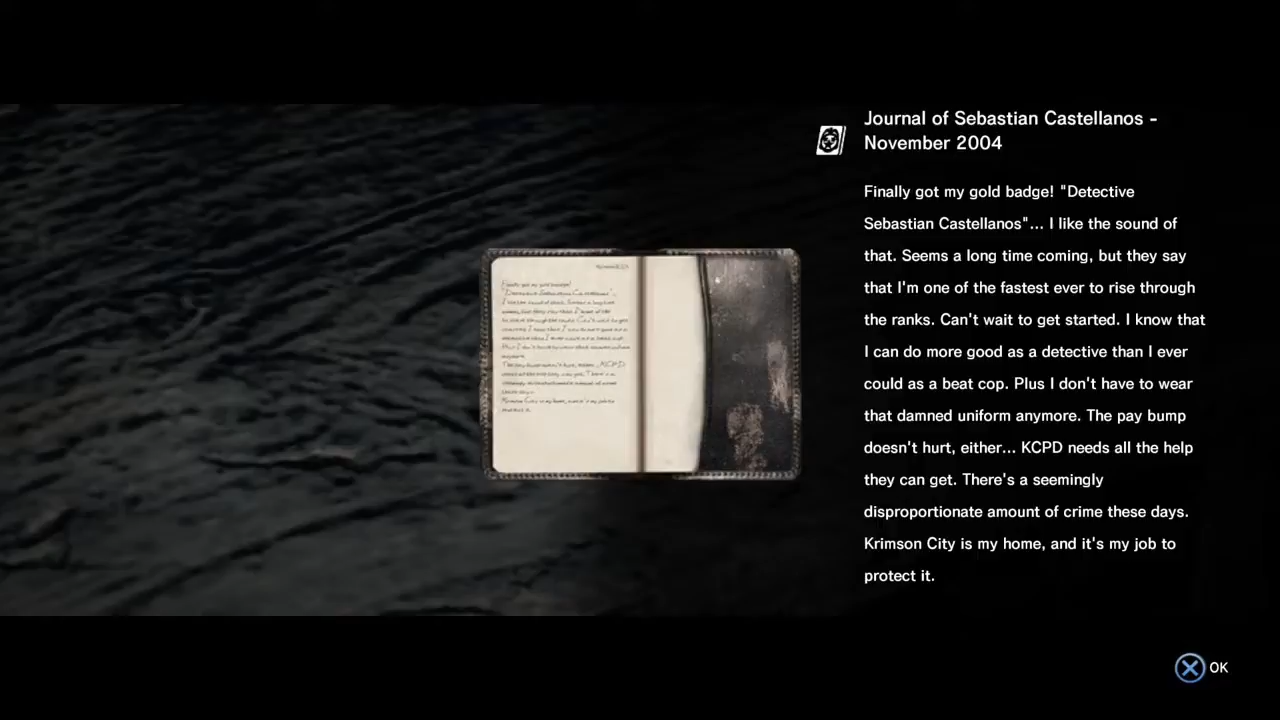 Journal of Sebastian Castellanos -
November 2004
Finally got my gold badge! "Detective
Sebastian Castellanos"... I like the sound of
that. Seems a long time coming, but they say
that I'm one of the fastest ever to rise through
the ranks. Can't wait to get started. I know that
I can do more good as a detective than I ever
could as a beat cop. Plus I don't have to wear
that damned uniform anymore. The pay bump
doesn't hurt, either... KCPD needs all the help
they can get. There's a seemingly
disproportionate amount of crime these days.
Krimson City is my home, and it's my job to
protect it.
OK